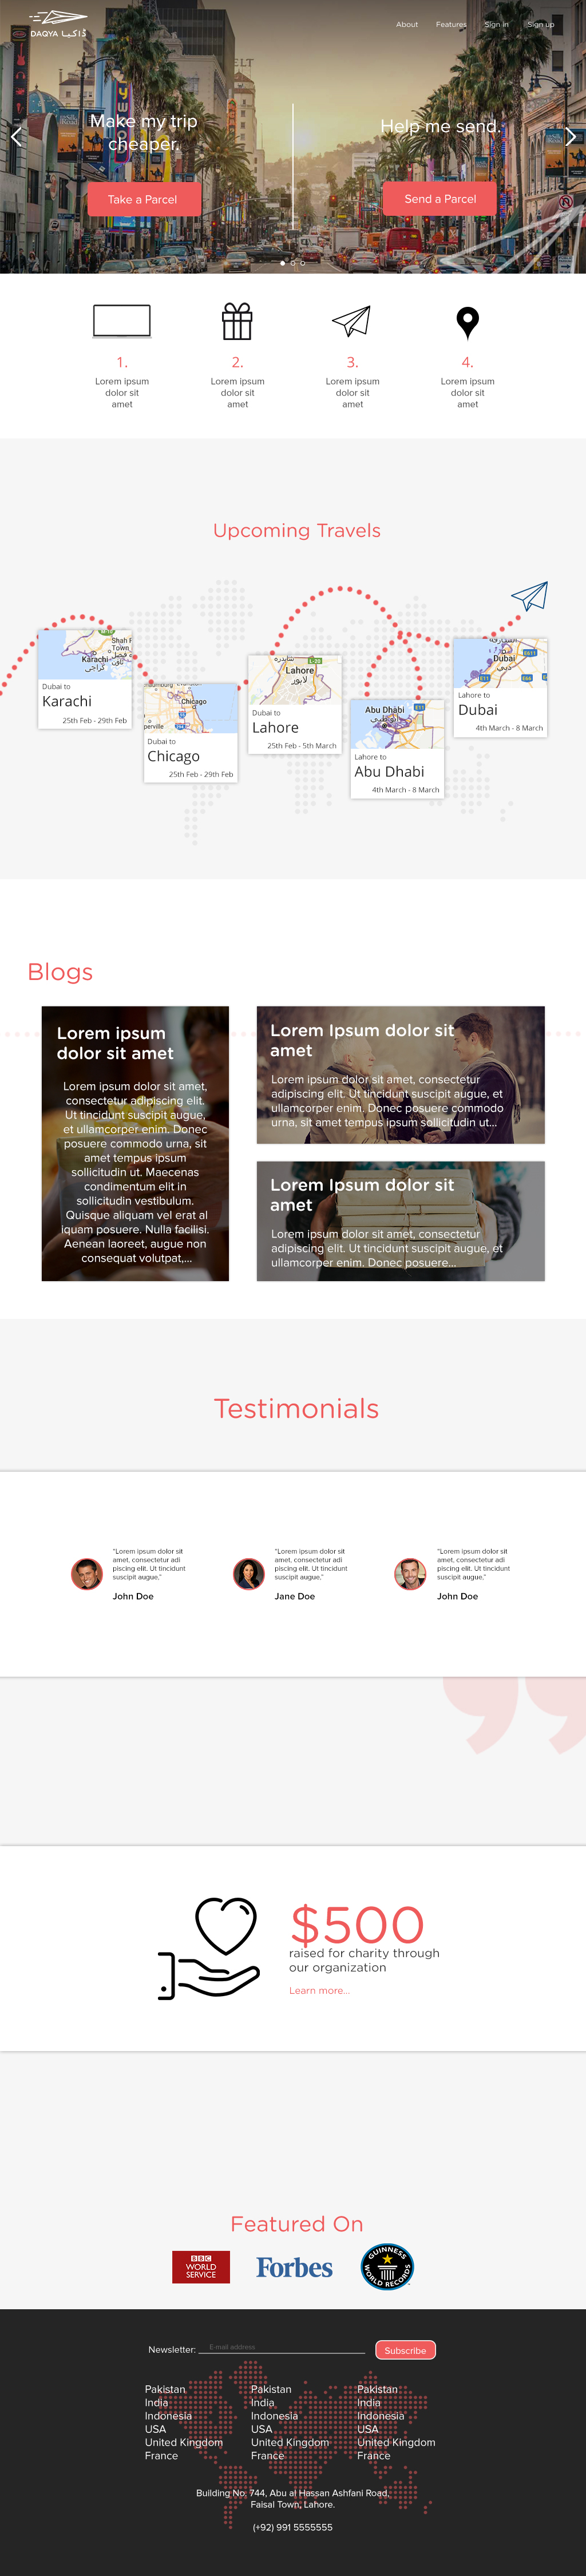 DAQYA ڈاکیا
About Features Sign in Sign up
Make my trip
cheaper.
Take a Parcel
Help me send.
Send a Parcel
1.
Lorem ipsum
dolor sit
amet
2.
Lorem ipsum
dolor sit
amet
3.
Lorem ipsum
dolor sit
amet
4.
Lorem ipsum
dolor sit
amet
Upcoming Travels
Karachi
كراچى
Dubai to
Karachi
25th Feb - 29th Feb
Chicago
Dubai to
Chicago
25th Feb - 29th Feb
Lahore
لاہور
Dubai to
Lahore
25th Feb - 5th March
Abu Dhabi
أبو ظبي
Lahore to
Abu Dhabi
4th March - 8 March
Dubai
دبي
Lahore to
Dubai
4th March - 8 March
Blogs
Lorem ipsum
dolor sit amet
Lorem ipsum dolor sit amet,
consectetur adipiscing elit.
Ut tincidunt suscipit augue,
et ullamcorper enim. Donec
posuere commodo urna, sit
amet tempus ipsum
sollicitudin ut. Maecenas
condimentum elit in
sollicitudin vestibulum.
Quisque aliquam vel erat al
iquam posuere. Nulla facilisi.
Aenean laoreet, augue non
consequat volutpat,...
Lorem Ipsum dolor sit
amet
Lorem ipsum dolor sit amet, consectetur
adipiscing elit. Ut tincidunt suscipit augue, et
ullamcorper enim. Donec posuere commodo
urna, sit amet tempus ipsum sollicitudin ut...
Lorem Ipsum dolor sit
amet
Lorem ipsum dolor sit amet, consectetur
adipiscing elit. Ut tincidunt suscipit augue, et
ullamcorper enim. Donec posuere...
Testimonials
"Lorem ipsum dolor sit
amet, consectetur adi
piscing elit. Ut tincidunt
suscipit augue,"
John Doe
"Lorem ipsum dolor sit
amet, consectetur adi
piscing elit. Ut tincidunt
suscipit augue,"
Jane Doe
"Lorem ipsum dolor sit
amet, consectetur adi
piscing elit. Ut tincidunt
suscipit augue,"
John Doe
$500
raised for charity through
our organization
Learn more...
Featured On
BBC
WORLD
SERVICE
Forbes
GUINNESS
WORLD RECORDS
Newsletter: E-mail address Subscribe
Pakistan
India
Indonesia
USA
United Kingdom
France
Pakistan
India
Indonesia
USA
United Kingdom
France
Pakistan
India
Indonesia
USA
United Kingdom
France
Building No. 744, Abu al Hassan Ashfani Road,
Faisal Town, Lahore.
(+92) 991 5555555